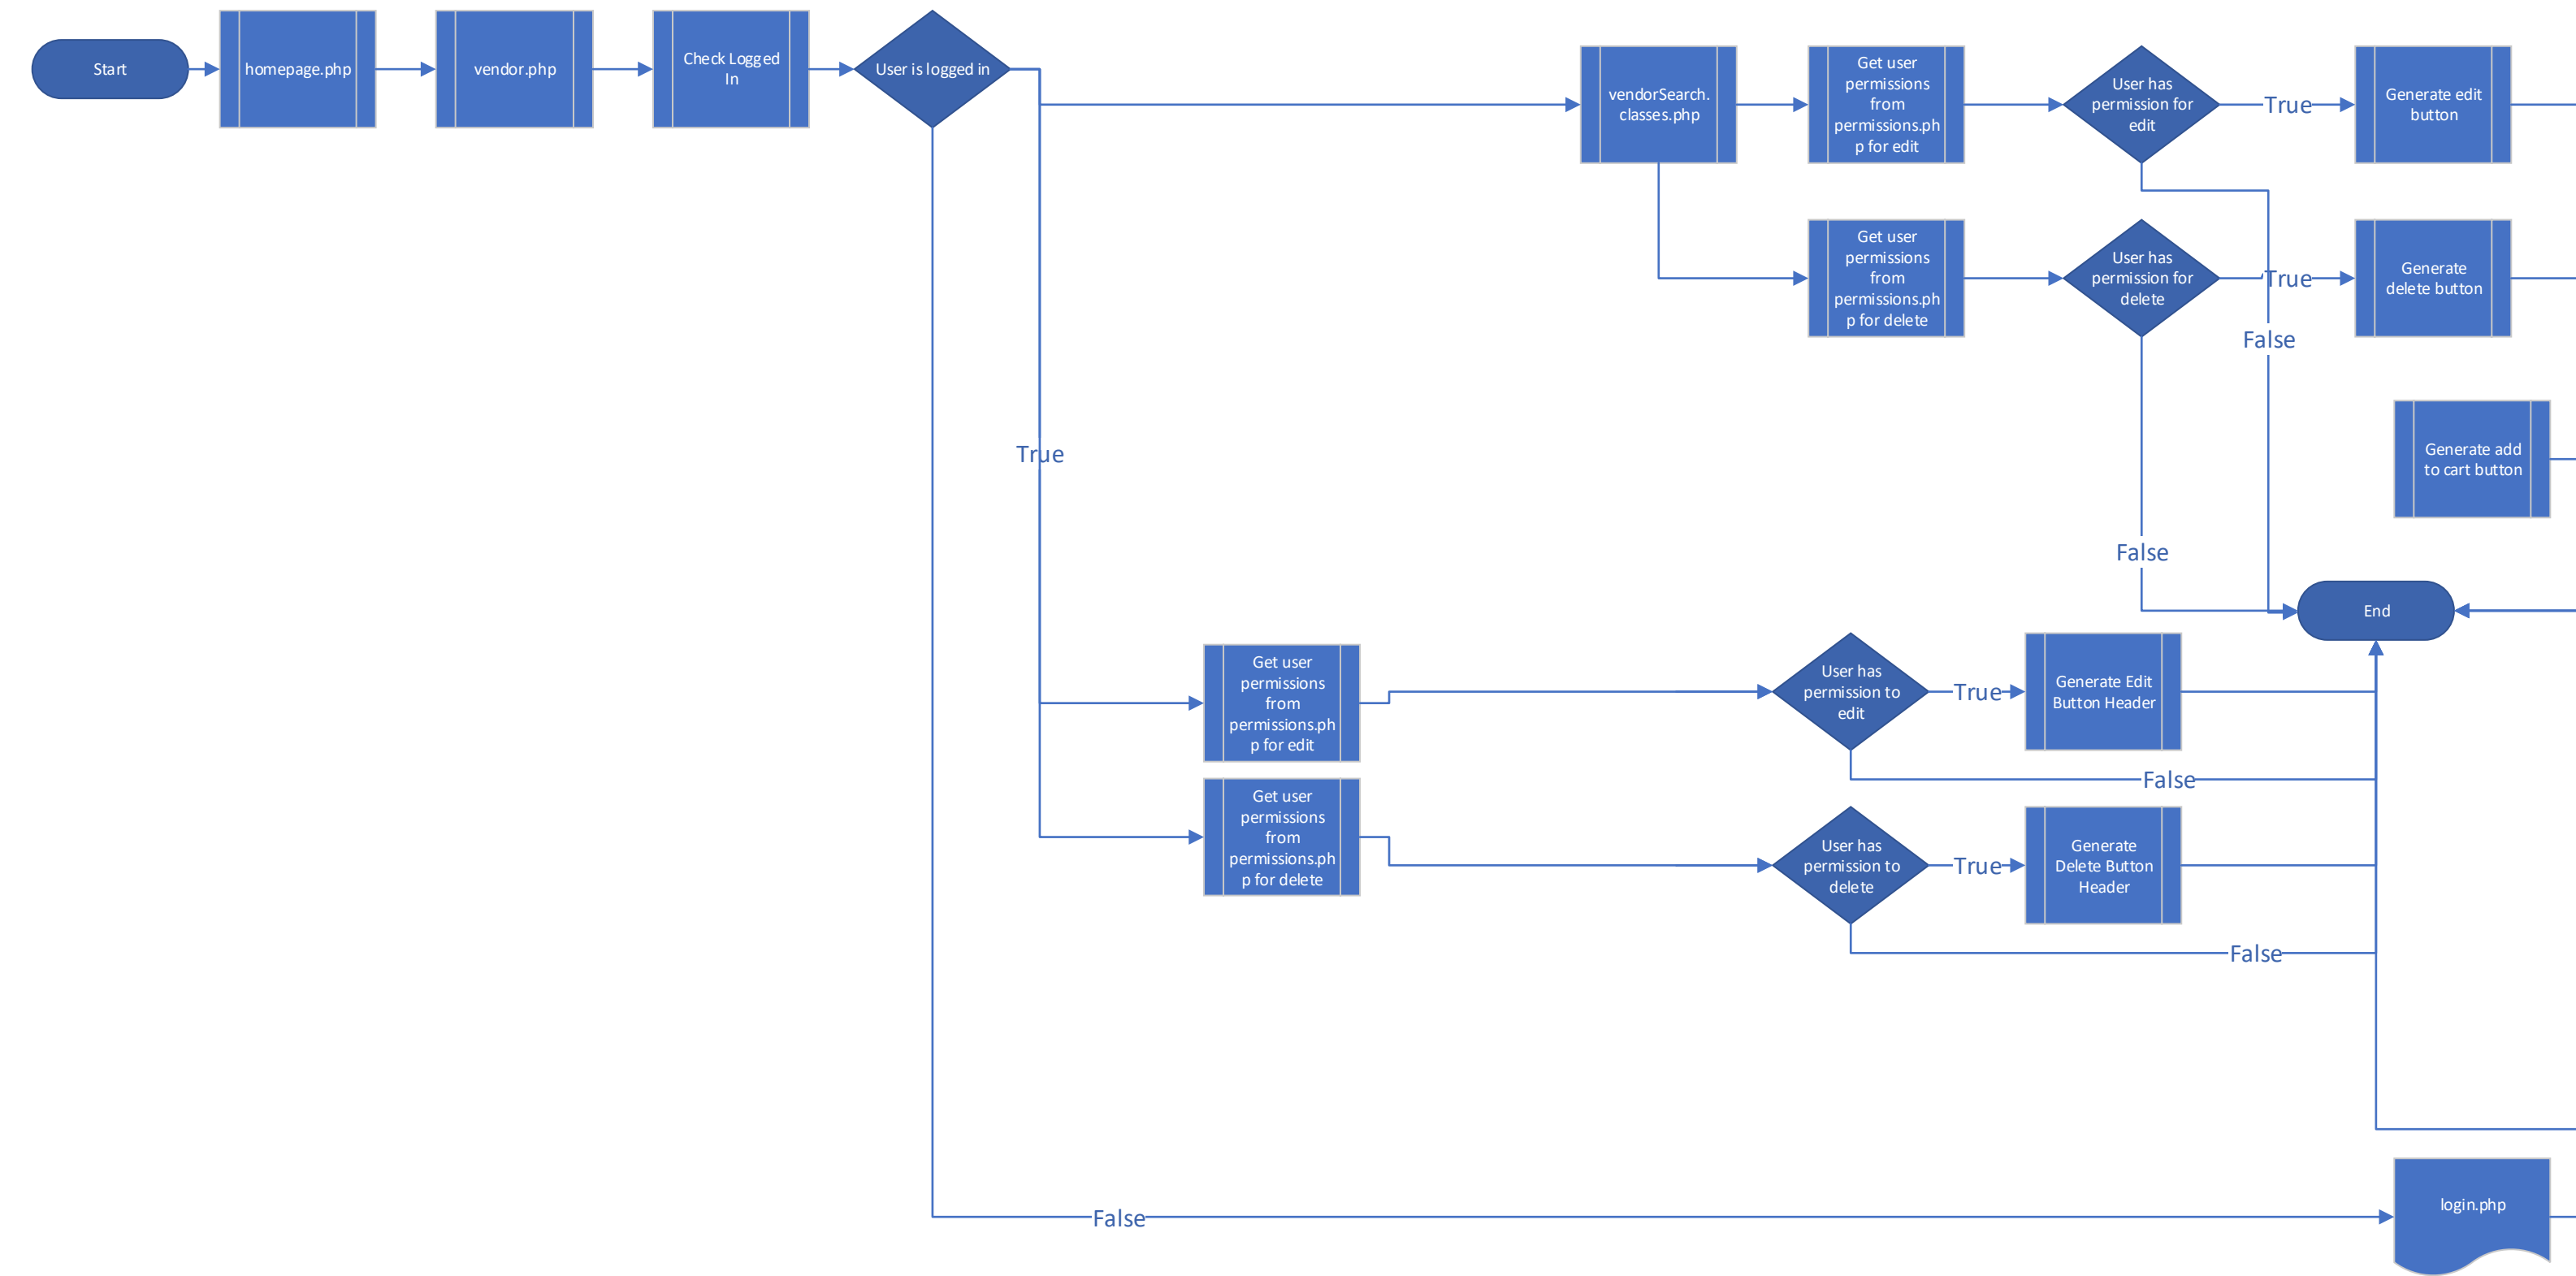 Start
homepage.php
vendor.php
Check Logged
In
User is logged in
True
False
vendorSearch.
classes.php
Get user
permissions
from
permissions.ph
p for edit
User has
permission for
edit
True
Generate edit
button
Get user
permissions
from
permissions.ph
p for delete
User has
permission for
delete
True
Generate
delete button
False
Generate add
to cart button
False
End
Get user
permissions
from
permissions.ph
p for edit
User has
permission to
edit
True
Generate Edit
Button Header
False
Get user
permissions
from
permissions.ph
p for delete
User has
permission to
delete
True
Generate
Delete Button
Header
False
login.php